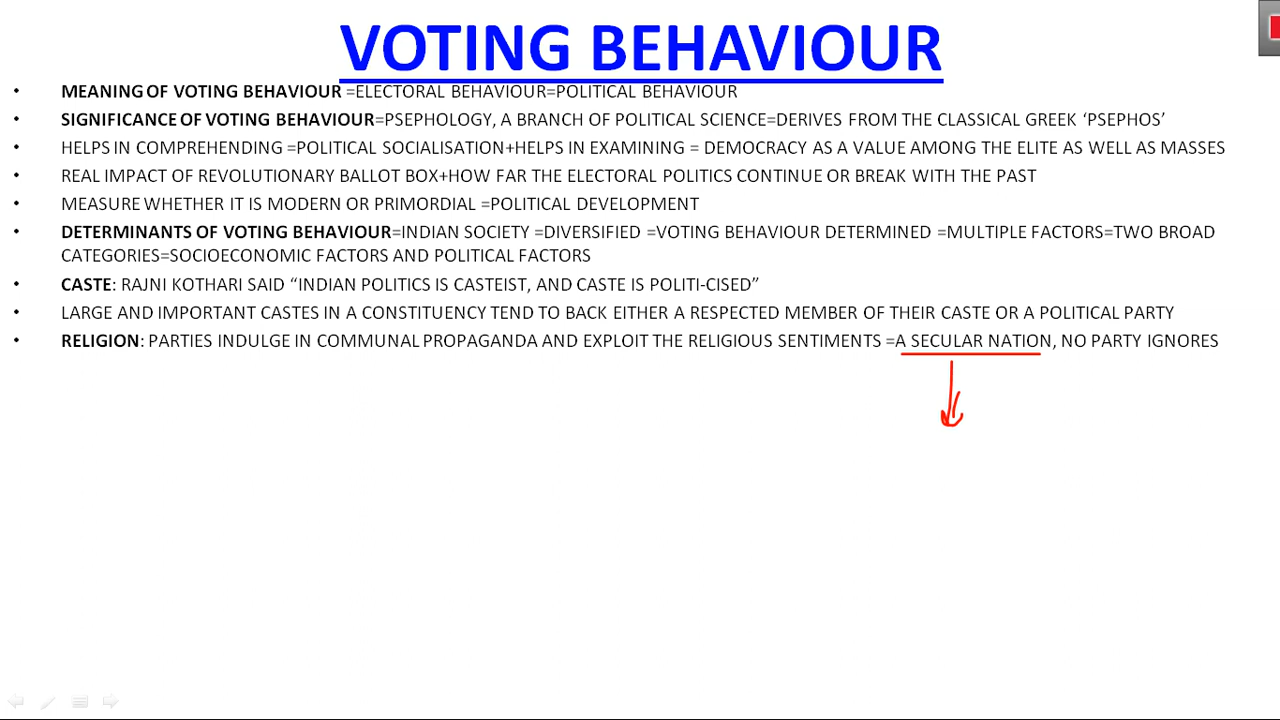 VOTING BEHAVIOUR
• MEANING OF VOTING BEHAVIOUR =ELECTORAL BEHAVIOUR=POLITICAL BEHAVIOUR
• SIGNIFICANCE OF VOTING BEHAVIOUR=PSEPHOLOGY, A BRANCH OF POLITICAL SCIENCE=DERIVES FROM THE CLASSICAL GREEK ‘PSEPHOS’
• HELPS IN COMPREHENDING =POLITICAL SOCIALISATION+HELPS IN EXAMINING = DEMOCRACY AS A VALUE AMONG THE ELITE AS WELL AS MASSES
• REAL IMPACT OF REVOLUTIONARY BALLOT BOX+HOW FAR THE ELECTORAL POLITICS CONTINUE OR BREAK WITH THE PAST
• MEASURE WHETHER IT IS MODERN OR PRIMORDIAL =POLITICAL DEVELOPMENT
• DETERMINANTS OF VOTING BEHAVIOUR=INDIAN SOCIETY =DIVERSIFIED =VOTING BEHAVIOUR DETERMINED =MULTIPLE FACTORS=TWO BROAD
CATEGORIES=SOCIOECONOMIC FACTORS AND POLITICAL FACTORS
• CASTE: RAJNI KOTHARI SAID “INDIAN POLITICS IS CASTEIST, AND CASTE IS POLITI-CISED”
• LARGE AND IMPORTANT CASTES IN A CONSTITUENCY TEND TO BACK EITHER A RESPECTED MEMBER OF THEIR CASTE OR A POLITICAL PARTY
• RELIGION: PARTIES INDULGE IN COMMUNAL PROPAGANDA AND EXPLOIT THE RELIGIOUS SENTIMENTS =A SECULAR NATION, NO PARTY IGNORES